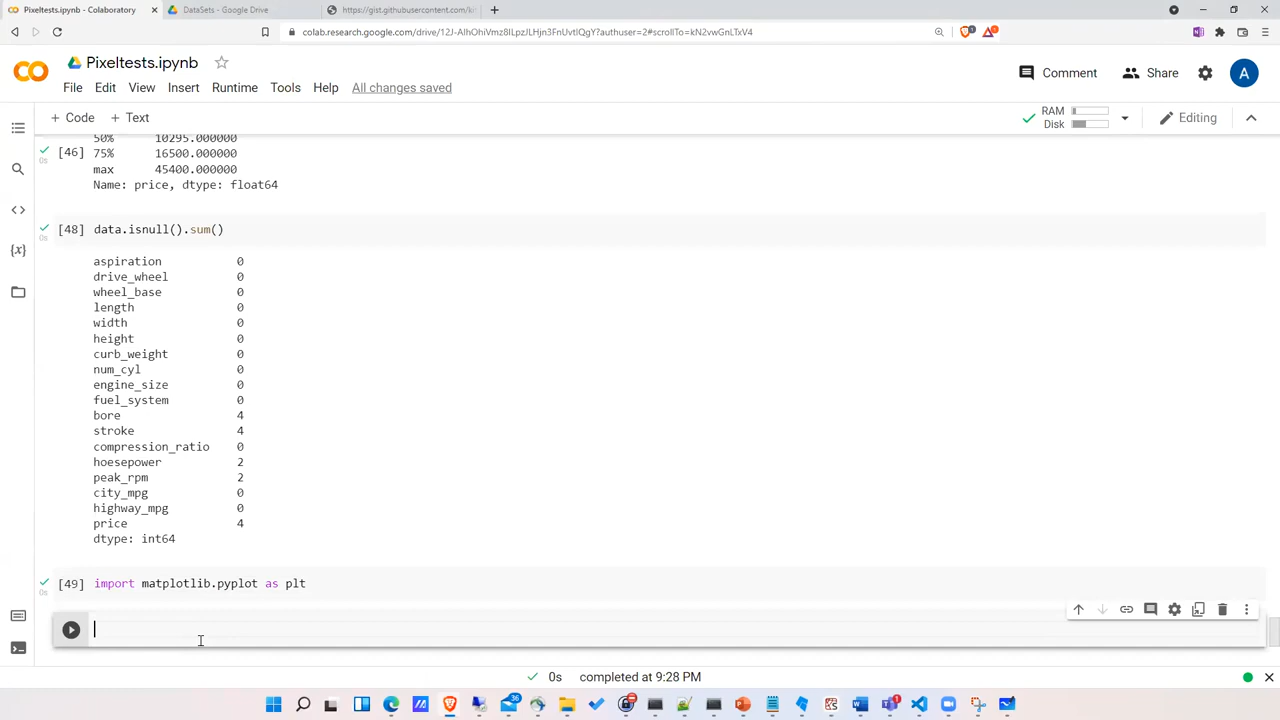 Pixeltests.ipynb - Colaboratory
DataSets - Google Drive
https://gist.githubusercontent.com/ki
colab.research.google.com/drive/12J-AIhOhiVmz8ILpzJLHjn3FnUvtIQgY?authuser=2#scrollTo=kN2vwGnLTxV4
Pixeltests.ipynb
Comment
Share
A
File Edit View Insert Runtime Tools Help All changes saved
+ Code + Text
RAM
Disk
Editing
50% 10295.000000
[46] 75% 16500.000000
0s
max 45400.000000
Name: price, dtype: float64
[48] data.isnull().sum()
0s
aspiration 0
drive_wheel 0
wheel_base 0
length 0
width 0
height 0
curb_weight 0
num_cyl 0
engine_size 0
fuel_system 0
bore 4
stroke 4
compression_ratio 0
hoesepower 2
peak_rpm 2
city_mpg 0
highway_mpg 0
price 4
dtype: int64
[49] import matplotlib.pyplot as plt
0s
0s completed at 9:28 PM